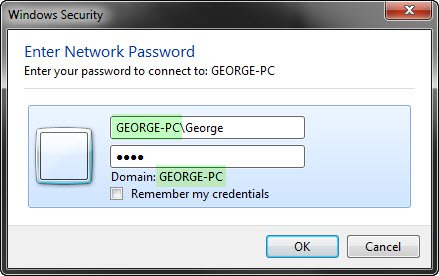 Windows Security
Enter Network Password
Enter your password to connect to: GEORGE-PC
GEORGE-PC\George
••••
Domain: GEORGE-PC
Remember my credentials
OK
Cancel